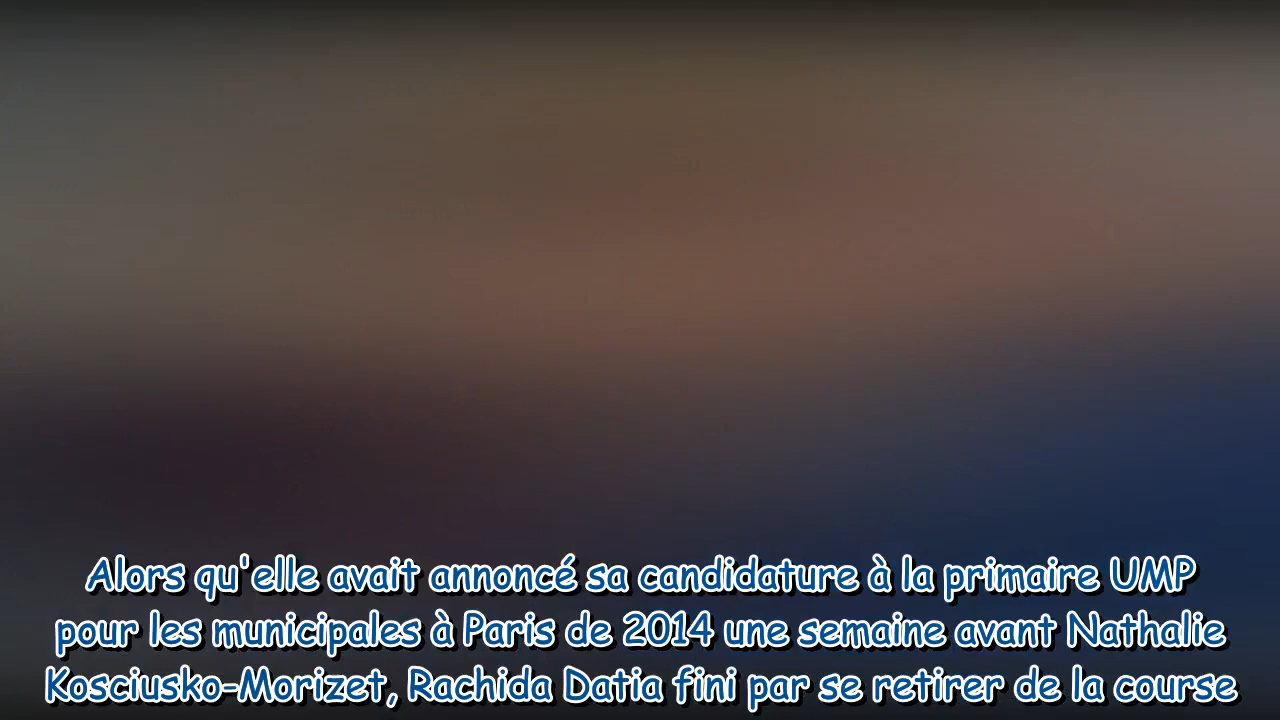 Alors qu'elle avait annoncé sa candidature à la primaire UMP
pour les municipales à Paris de 2014 une semaine avant Nathalie
Kosciusko-Morizet, Rachida Datia fini par se retirer de la course